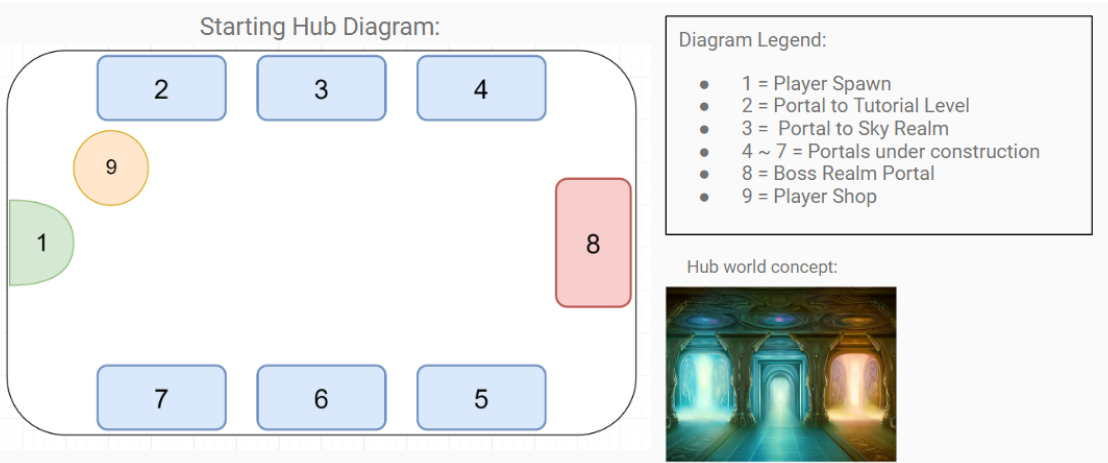 Starting Hub Diagram:
2
3
4
9
1
8
7
6
5
Diagram Legend:
● 1 = Player Spawn
● 2 = Portal to Tutorial Level
● 3 = Portal to Sky Realm
● 4 ~ 7 = Portals under construction
● 8 = Boss Realm Portal
● 9 = Player Shop
Hub world concept: